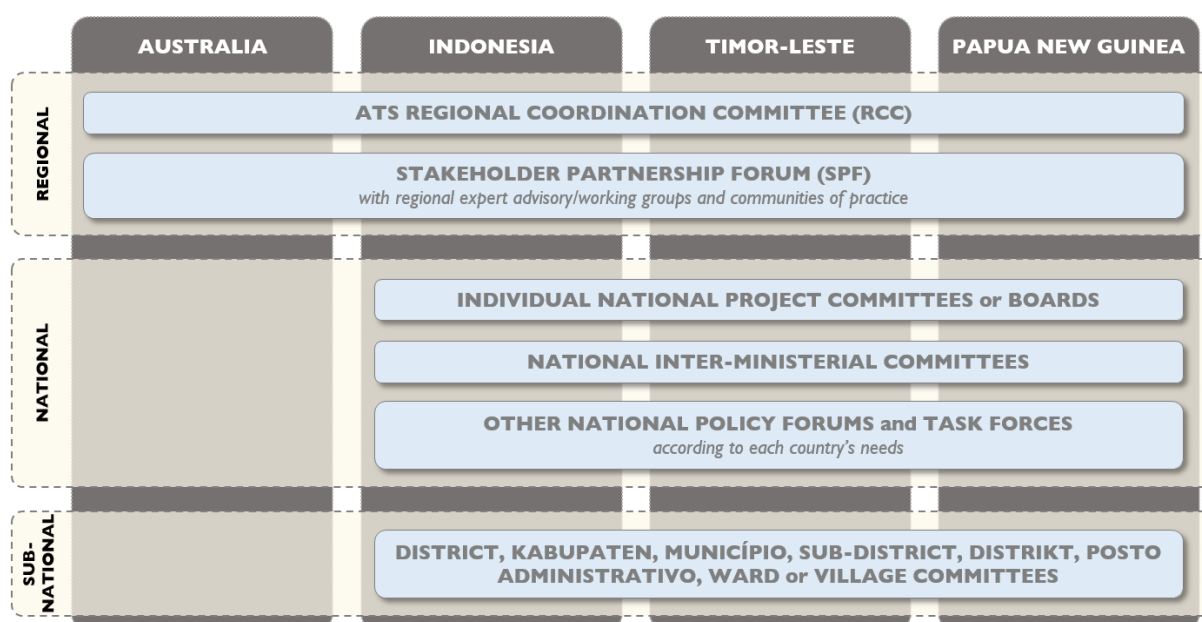 AUSTRALIA
INDONESIA
TIMOR-LESTE
PAPUA NEW GUINEA
REGIONAL
ATS REGIONAL COORDINATION COMMITTEE (RCC)
STAKEHOLDER PARTNERSHIP FORUM (SPF)
with regional expert advisory/working groups and communities of practice
NATIONAL
INDIVIDUAL NATIONAL PROJECT COMMITTEES or BOARDS
NATIONAL INTER-MINISTERIAL COMMITTEES
OTHER NATIONAL POLICY FORUMS and TASK FORCES
according to each country's needs
SUB-
NATIONAL
DISTRICT, KABUPATEN, MUNICÍPIO, SUB-DISTRICT, DISTRIKT, POSTO
ADMINISTRATIVO, WARD or VILLAGE COMMITTEES